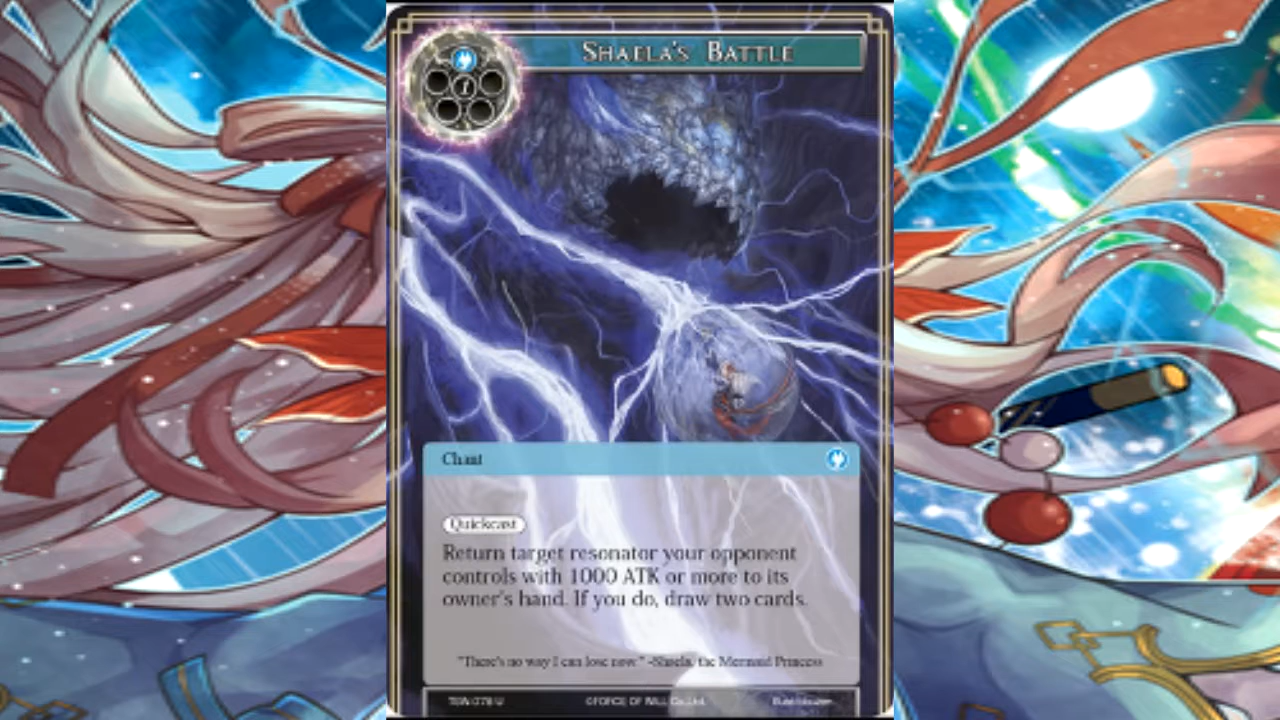 SHAELA'S BATTLE
1
Chant
Quickcast
Return target resonator your opponent
controls with 1000 ATK or more to its
owner's hand. If you do, draw two cards.
"There's no way I can lose now." -Shaela, the Mermaid Princess
©FORCE OF WILL